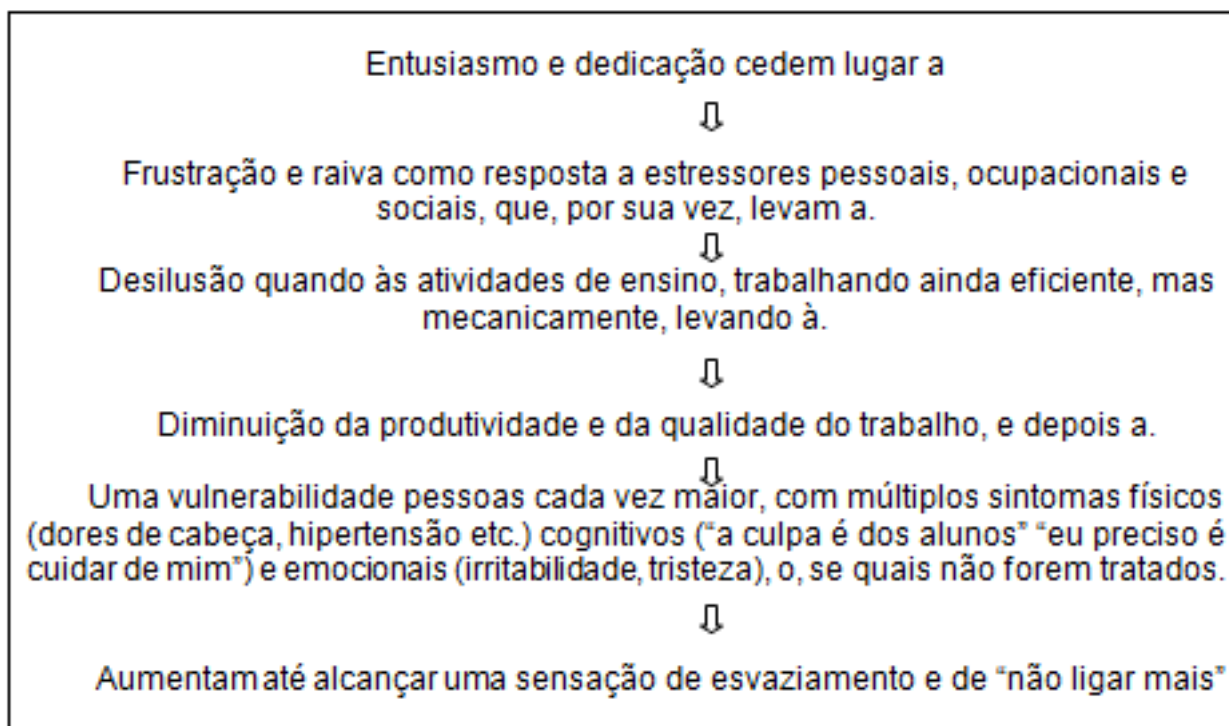 Entusiasmo e dedicação cedem lugar a
Frustração e raiva como resposta a estressores pessoais, ocupacionais e
sociais, que, por sua vez, levam a.
Desilusão quando às atividades de ensino, trabalhando ainda eficiente, mas
mecanicamente, levando à.
Diminuição da produtividade e da qualidade do trabalho, e depois a.
Uma vulnerabilidade pessoas cada vez maior, com múltiplos sintomas físicos
(dores de cabeça, hipertensão etc.) cognitivos (“a culpa é dos alunos” “eu preciso é
cuidar de mim”) e emocionais (irritabilidade, tristeza), o, se quais não forem tratados.
Aumentam até alcançar uma sensação de esvaziamento e de “não ligar mais”